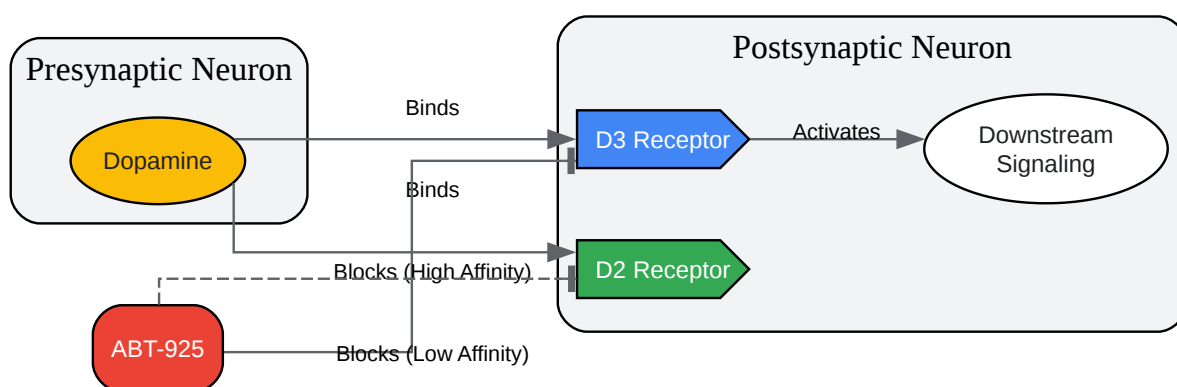 Presynaptic Neuron
Postsynaptic Neuron
Dopamine
Binds
D3 Receptor
Activates
Downstream
Signaling
Binds
Blocks (High Affinity)
D2 Receptor
ABT-925
Blocks (Low Affinity)